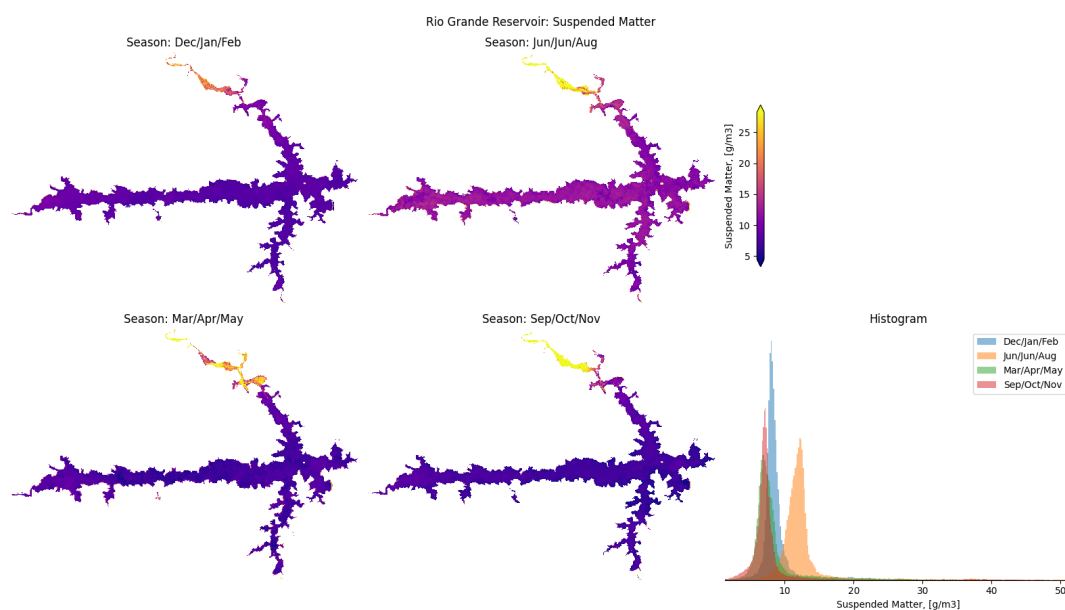 Rio Grande Reservoir: Suspended Matter
Season: Dec/Jan/Feb
Season: Jun/Jun/Aug
25
20
15
10
5
Suspended Matter, [g/m3]
Season: Mar/Apr/May
Season: Sep/Oct/Nov
Histogram
Dec/Jan/Feb
Jun/Jun/Aug
Mar/Apr/May
Sep/Oct/Nov
10 20 30 40 50
Suspended Matter, [g/m3]